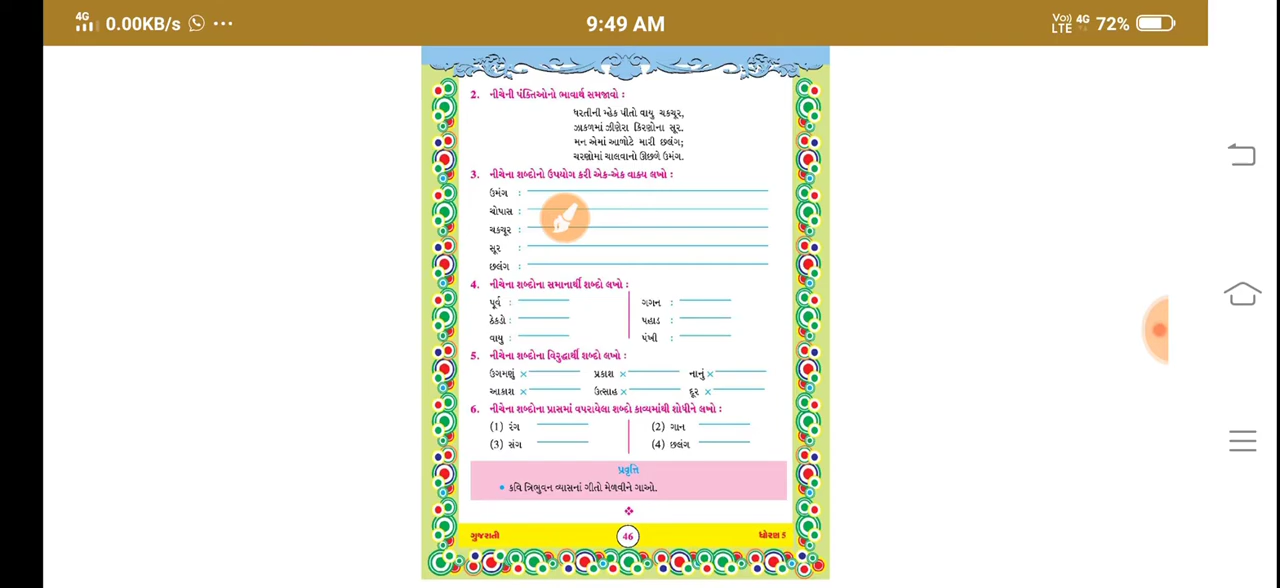 4G 0.00KB/s ... 9:49 AM Vo) LTE 4G 72%
2. નીચેની પંક્તિઓનો ભાવાર્થ સમજાવો :
ધરતીની મ્હેક પીતો વાયુ ચકચૂર,
ઝાકળમાં ઝીણેરા કિરણોના સૂર.
મન એમાં આળોટે મારી છલંગ;
ચરણોમાં ચાલવાનો ઊછળે ઉમંગ.
3. નીચેના શબ્દોનો ઉપયોગ કરી એક-એક વાક્ય લખો :
ઉમંગ :
ચોપાસ :
ચકચૂર :
સૂર :
છલંગ :
4. નીચેના શબ્દોના સમાનાર્થી શબ્દો લખો :
પૂર્વ : ગગન :
ઠેકડો : પહાડ :
વાયુ : પંખી :
5. નીચેના શબ્દોના વિરુદ્ધાર્થી શબ્દો લખો :
ઉગમણું × પ્રકાશ × નાનું ×
આકાશ × ઉત્સાહ × દૂર ×
6. નીચેના શબ્દોના પ્રાસમાં વપરાયેલા શબ્દો કાવ્યમાંથી શોધીને લખો :
(1) રંગ (2) ગાન
(3) સંગ (4) છલંગ
પ્રવૃત્તિ
• કવિ ત્રિભુવન વ્યાસનાં ગીતો મેળવીને ગાઓ.
ગુજરાતી 46 ધોરણ 5